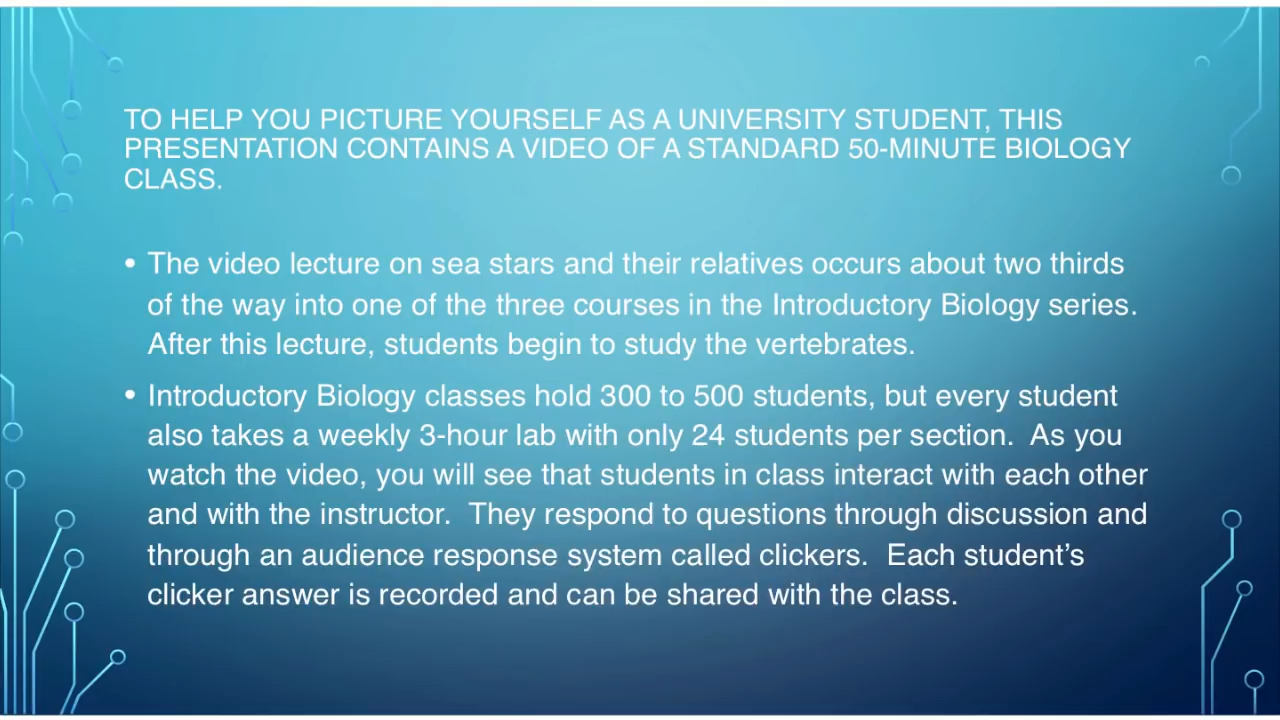 TO HELP YOU PICTURE YOURSELF AS A UNIVERSITY STUDENT, THIS
PRESENTATION CONTAINS A VIDEO OF A STANDARD 50-MINUTE BIOLOGY
CLASS.
• The video lecture on sea stars and their relatives occurs about two thirds
of the way into one of the three courses in the Introductory Biology series.
After this lecture, students begin to study the vertebrates.
• Introductory Biology classes hold 300 to 500 students, but every student
also takes a weekly 3-hour lab with only 24 students per section.  As you
watch the video, you will see that students in class interact with each other
and with the instructor.  They respond to questions through discussion and
through an audience response system called clickers.  Each student’s
clicker answer is recorded and can be shared with the class.